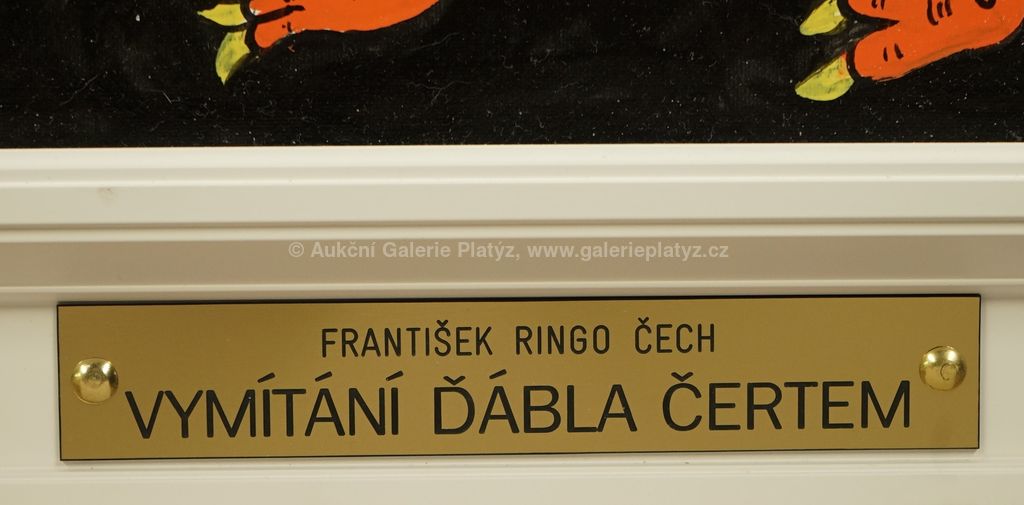 © Aukční Galerie Platýz, www.galerieplatyz.cz
FRANTIŠEK RINGO ČECH
VYMÍTÁNÍ ĎÁBLA ČERTEM